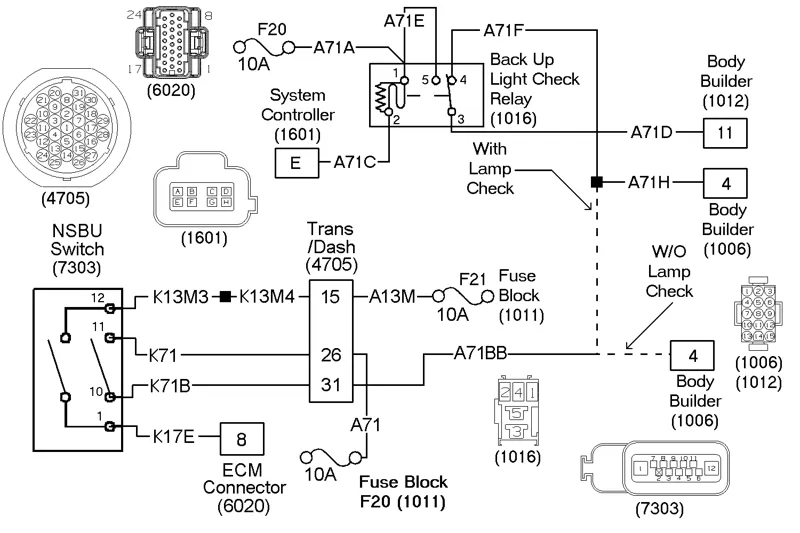 24
8
17
1
(6020)
F20
10A
A71A
A71E
A71F
1
5
4
2
3
Back Up
Light Check
Relay
(1016)
Body
Builder
(1012)
11
A71D
System
Controller
(1601)
E
A71C
With
Lamp
Check
A71H
4
Body
Builder
(1006)
(4705)
A B C D
E F G H
(1601)
NSBU
Switch
(7303)
Trans
/Dash
(4705)
W/O
Lamp
Check
12
K13M3
K13M4
15
A13M
F21
10A
Fuse
Block
(1011)
11
K71
26
A71BB
4
Body
Builder
(1006)
(1006)
(1012)
10
K71B
31
1
K17E
8
ECM
Connector
(6020)
A71
10A
Fuse Block
F20 (1011)
2 4 1
5
3
(1016)
7 8 9 10 11
1
12
2 3 4 5 6
(7303)